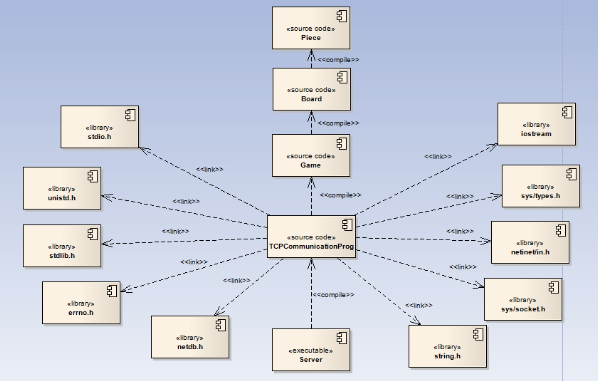 «source code»
Piece
<<compile>>
«source code»
Board
<<compile>>
«library»
stdio.h
«library»
iostream
«source code»
Game
<<link>>
<<link>>
«library»
unistd.h
<<link>>
<<compile>>
<<link>>
«library»
sys/types.h
«library»
stdlib.h
<<link>>
«source code»
TCPCommunicationProg
<<link>>
«library»
netinet/in.h
«library»
errno.h
<<link>>
<<link>>
<<compile>>
<<link>>
<<link>>
«library»
sys/socket.h
«library»
netdb.h
«executable»
Server
«library»
string.h